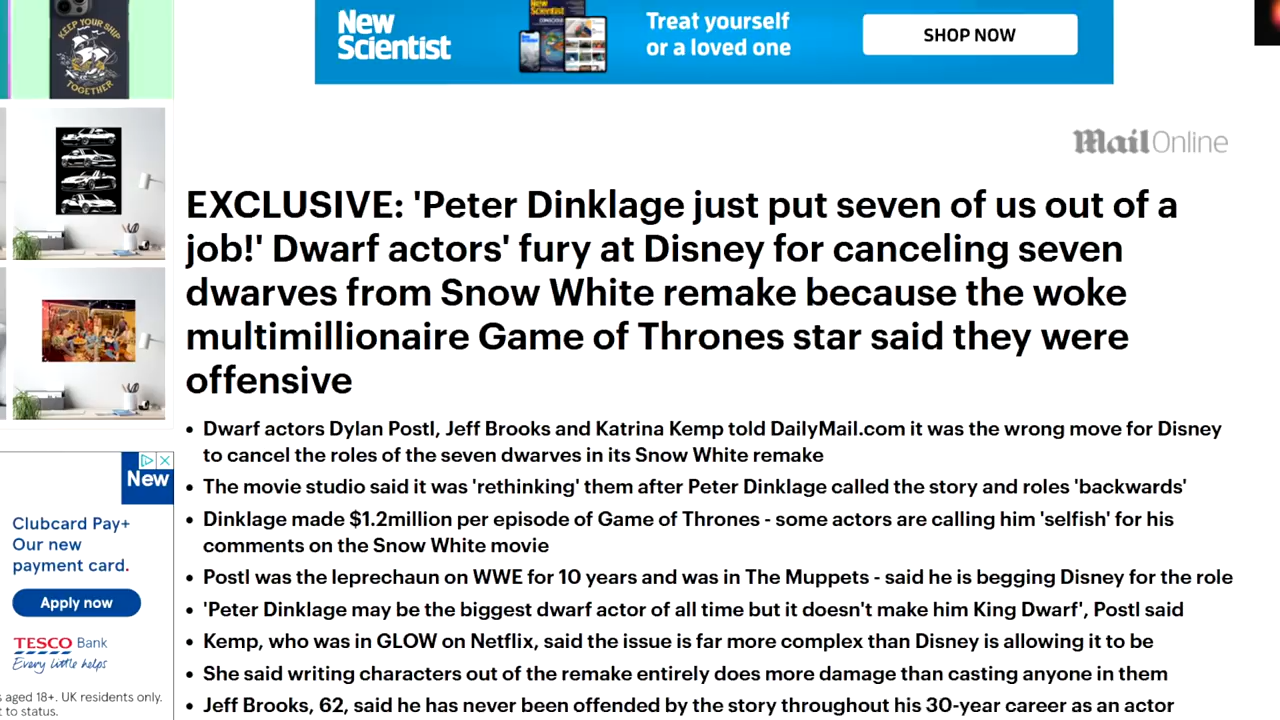 KEEP YOUR SHIP
TOGETHER
New
Scientist
Treat yourself
or a loved one
SHOP NOW
MailOnline
EXCLUSIVE: 'Peter Dinklage just put seven of us out of a
job!' Dwarf actors' fury at Disney for canceling seven
dwarves from Snow White remake because the woke
multimillionaire Game of Thrones star said they were
offensive
• Dwarf actors Dylan Postl, Jeff Brooks and Katrina Kemp told DailyMail.com it was the wrong move for Disney
to cancel the roles of the seven dwarves in its Snow White remake
• The movie studio said it was 'rethinking' them after Peter Dinklage called the story and roles 'backwards'
• Dinklage made $1.2million per episode of Game of Thrones - some actors are calling him 'selfish' for his
comments on the Snow White movie
• Postl was the leprechaun on WWE for 10 years and was in The Muppets - said he is begging Disney for the role
• 'Peter Dinklage may be the biggest dwarf actor of all time but it doesn't make him King Dwarf', Postl said
• Kemp, who was in GLOW on Netflix, said the issue is far more complex than Disney is allowing it to be
• She said writing characters out of the remake entirely does more damage than casting anyone in them
• Jeff Brooks, 62, said he has never been offended by the story throughout his 30-year career as an actor
New
Clubcard Pay+
Our new
payment card.
Apply now
TESCO Bank
Every little helps
s aged 18+. UK residents only.
t to status.